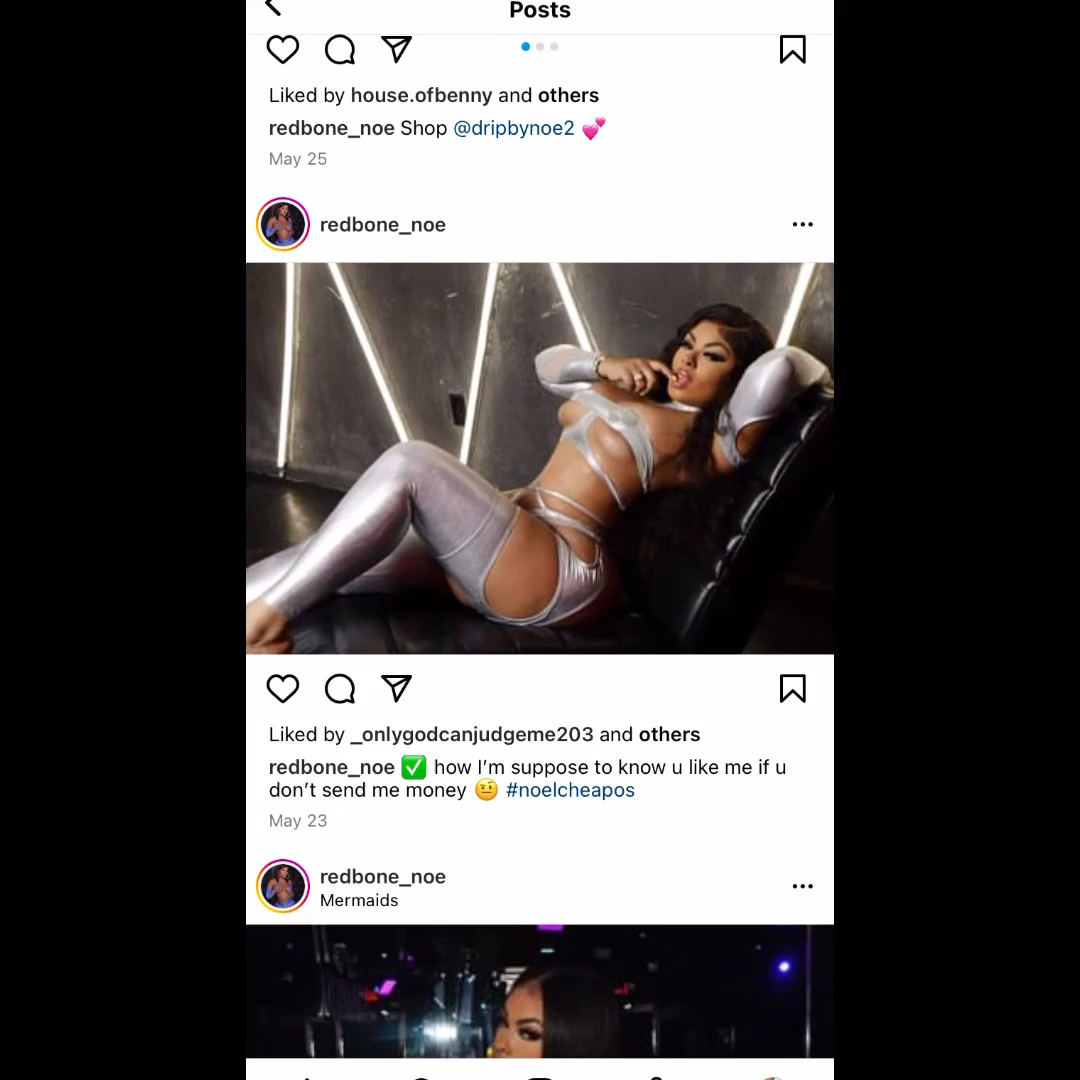 Posts
Liked by house.ofbenny and others
redbone_noe Shop @dripbynoe2 💕
May 25
redbone_noe
Liked by _onlygodcanjudgeme203 and others
redbone_noe ✅ how I'm suppose to know u like me if u
don't send me money 🤨 #noelcheapos
May 23
redbone_noe
Mermaids